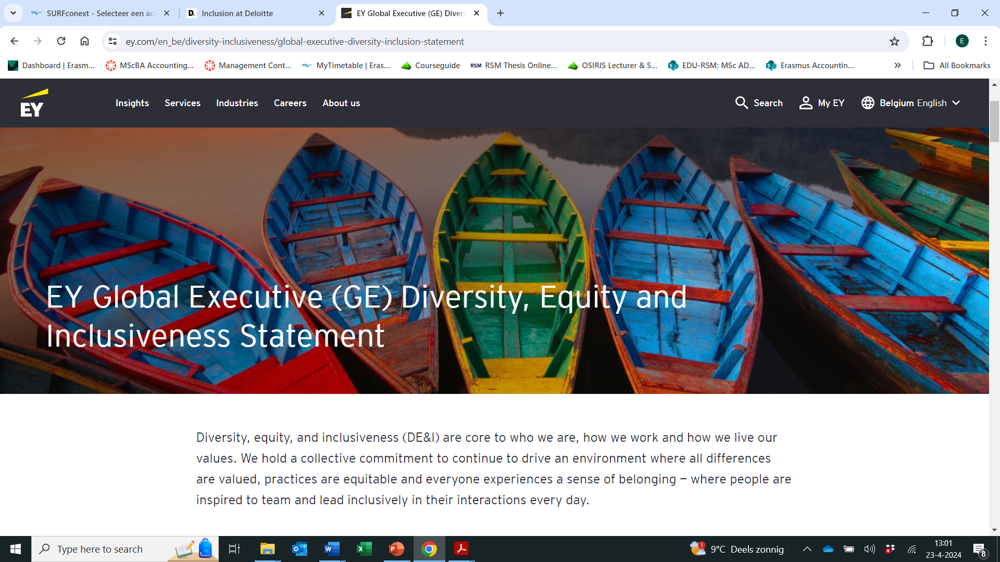 SURFconext - Selecteer een acc
Inclusion at Deloitte
EY Global Executive (GE) Divers
ey.com/en_be/diversity-inclusiveness/global-executive-diversity-inclusion-statement
E
Dashboard | Erasm...
MScBA Accounting...
Management Cont...
MyTimetable | Eras...
Courseguide
RSM RSM Thesis Online...
OSIRIS Lecturer & S...
EDU-RSM: MSc AD...
Erasmus Accountin...
All Bookmarks
EY
Insights
Services
Industries
Careers
About us
Search
My EY
Belgium English
EY Global Executive (GE) Diversity, Equity and
Inclusiveness Statement
Diversity, equity, and inclusiveness (DE&I) are core to who we are, how we work and how we live our
values. We hold a collective commitment to continue to drive an environment where all differences
are valued, practices are equitable and everyone experiences a sense of belonging – where people are
inspired to team and lead inclusively in their interactions every day.
Type here to search
1
9°C Deels zonnig
4
13:01
23-4-2024
8